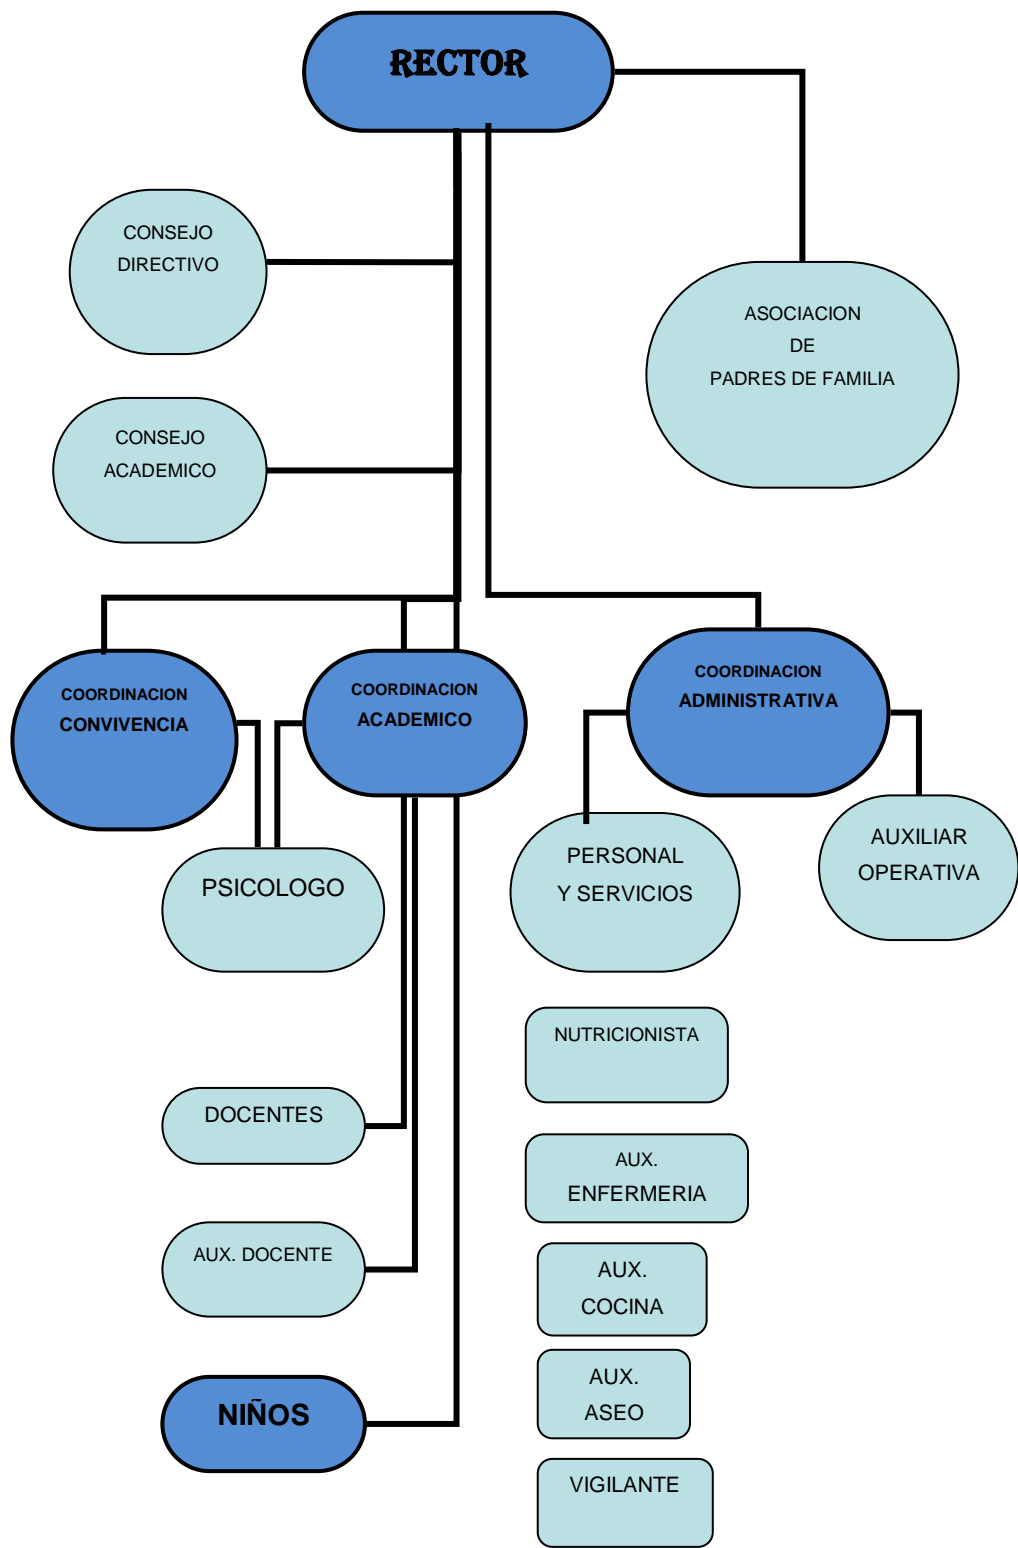 RECTOR
CONSEJO
DIRECTIVO
ASOCIACION
DE
PADRES DE FAMILIA
CONSEJO
ACADEMICO
COORDINACION
CONVIVENCIA
COORDINACION
ACADEMICO
COORDINACION
ADMINISTRATIVA
PSICOLOGO
PERSONAL
Y SERVICIOS
AUXILIAR
OPERATIVA
NUTRICIONISTA
DOCENTES
AUX.
ENFERMERIA
AUX. DOCENTE
AUX.
COCINA
AUX.
ASEO
NIÑOS
VIGILANTE